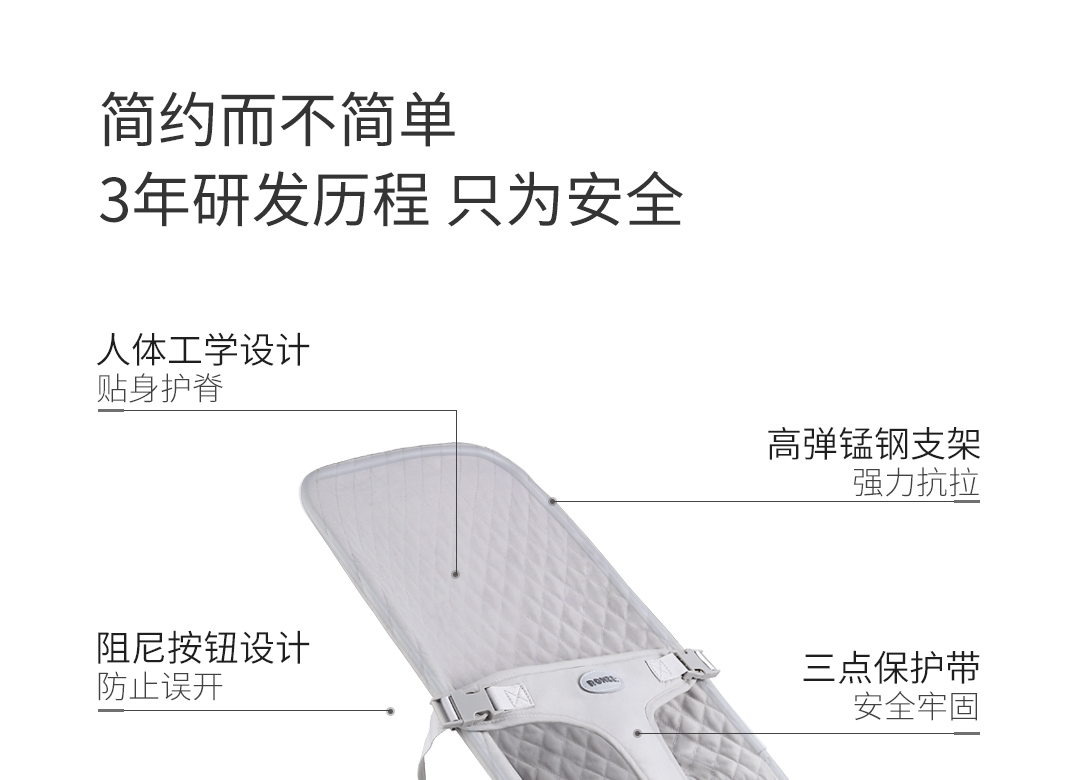 简约而不简单
3年研发历程 只为安全
人体工学设计
贴身护脊
高弹锰钢支架
强力抗拉
阻尼按钮设计
防止误开
三点保护带
安全牢固